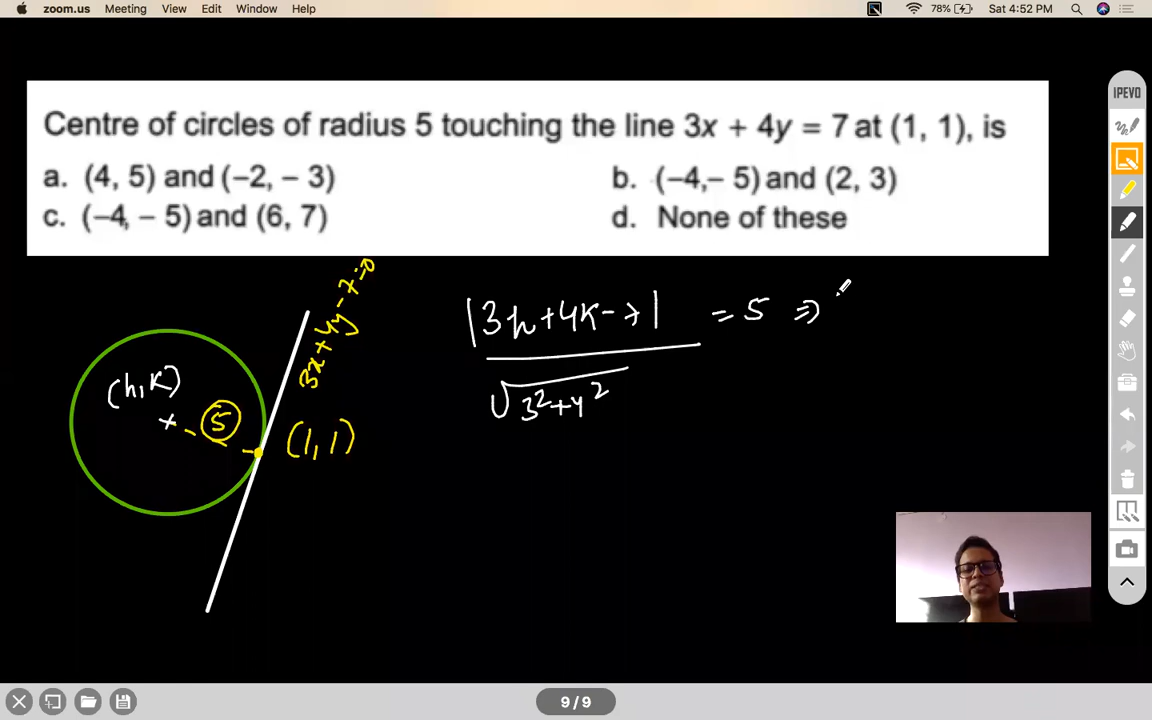 zoom.us Meeting View Edit Window Help 78% Sat 4:52 PM
Centre of circles of radius 5 touching the line 3x + 4y = 7 at (1, 1), is
a. (4, 5) and (−2, − 3) b. (−4,− 5) and (2, 3)
c. (−4, − 5) and (6, 7) d. None of these
IPEVO
3x+4y-7=0
|3h+4k-7| = 5 ⇒
√3²+4²
(h,k)
5
(1,1)
9 / 9